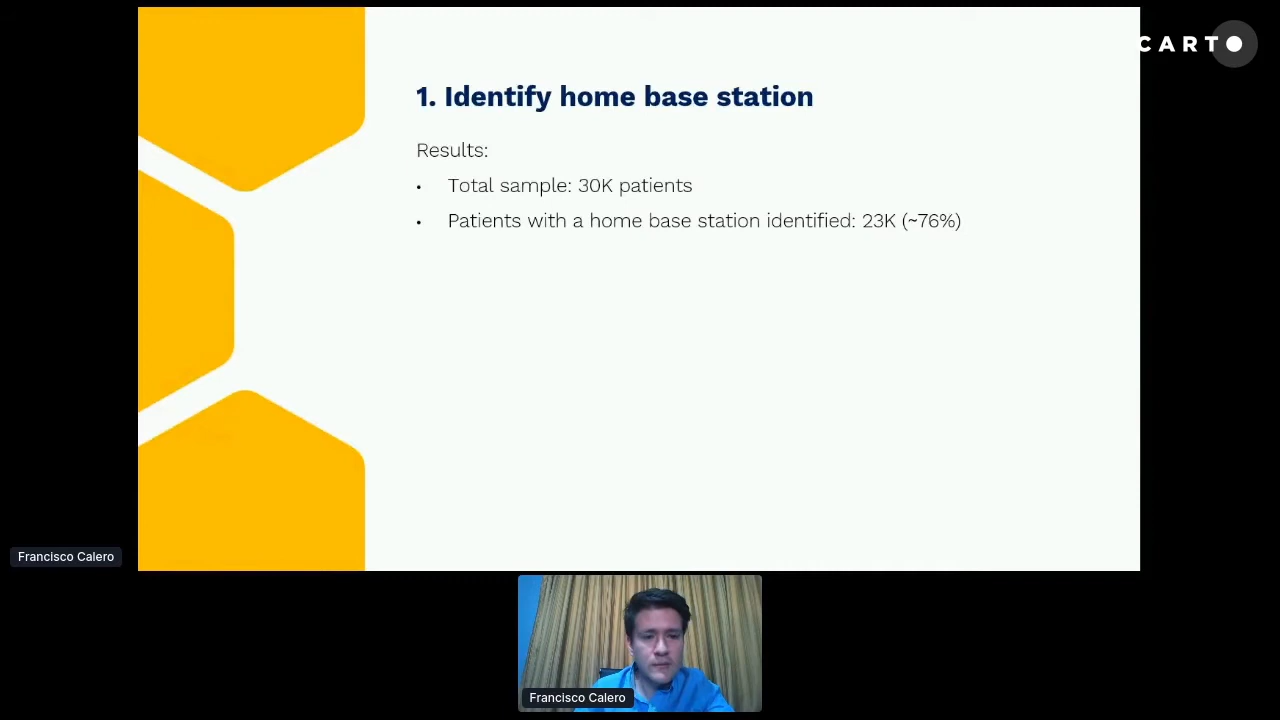 CARTO
1. Identify home base station
Results:
• Total sample: 30K patients
• Patients with a home base station identified: 23K (~76%)
Francisco Calero
Francisco Calero